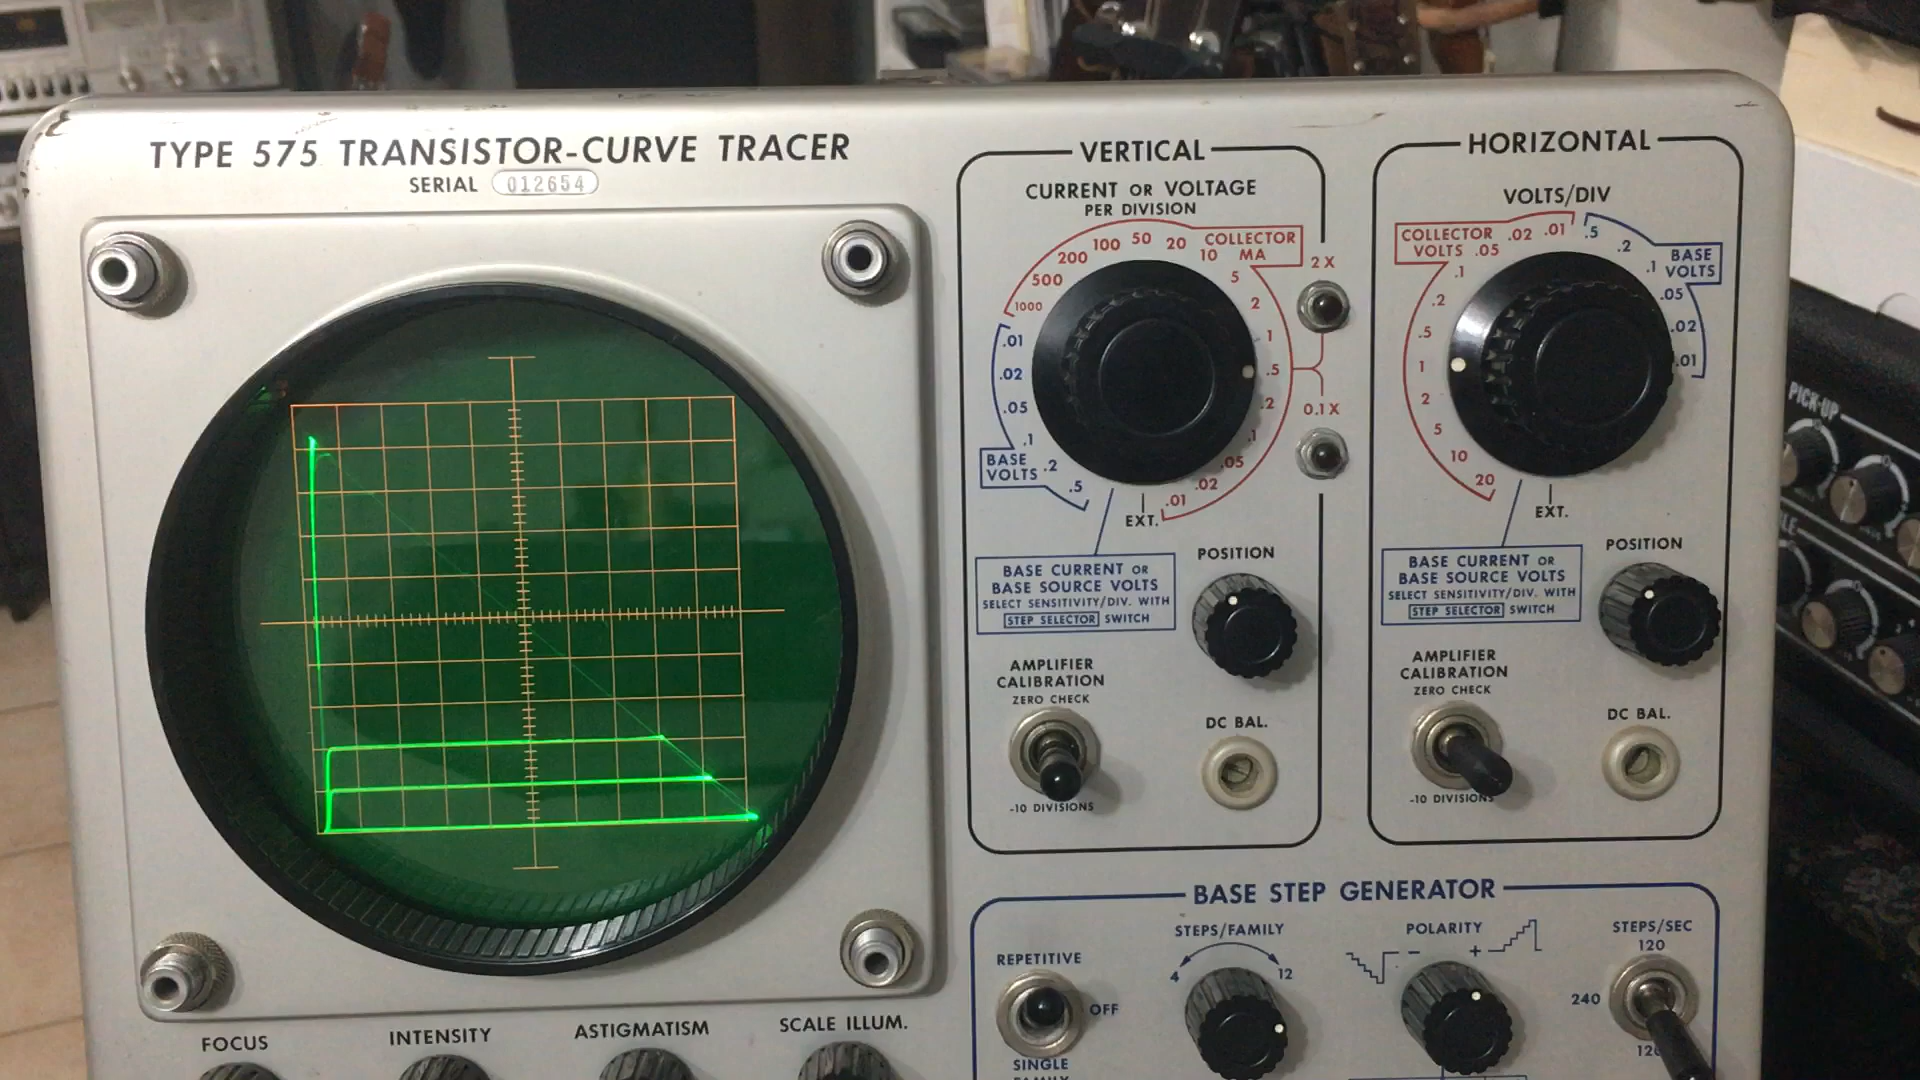 TYPE 575 TRANSISTOR-CURVE TRACER
SERIAL 012654
VERTICAL
CURRENT OR VOLTAGE
PER DIVISION
COLLECTOR
MA
1000
500
200
100
50
20
10
5
2
1
.5
.2
.1
.05
.02
.01
2X
0.1X
.01
.02
.05
.1
.2
.5
BASE
VOLTS
EXT.
BASE CURRENT OR
BASE SOURCE VOLTS
SELECT SENSITIVITY/DIV. WITH
STEP SELECTOR SWITCH
POSITION
AMPLIFIER
CALIBRATION
ZERO CHECK
-10 DIVISIONS
DC BAL.
HORIZONTAL
VOLTS/DIV
COLLECTOR
VOLTS
.01
.02
.05
.1
.2
.5
1
2
5
10
20
.5
.2
.1
.05
.02
.01
BASE
VOLTS
EXT.
BASE CURRENT OR
BASE SOURCE VOLTS
SELECT SENSITIVITY/DIV. WITH
STEP SELECTOR SWITCH
POSITION
AMPLIFIER
CALIBRATION
ZERO CHECK
-10 DIVISIONS
DC BAL.
BASE STEP GENERATOR
REPETITIVE
OFF
SINGLE
FAMILY
STEPS/FAMILY
4
12
POLARITY
- +
STEPS/SEC
120
240
120
FOCUS
INTENSITY
ASTIGMATISM
SCALE ILLUM.
PICK-UP